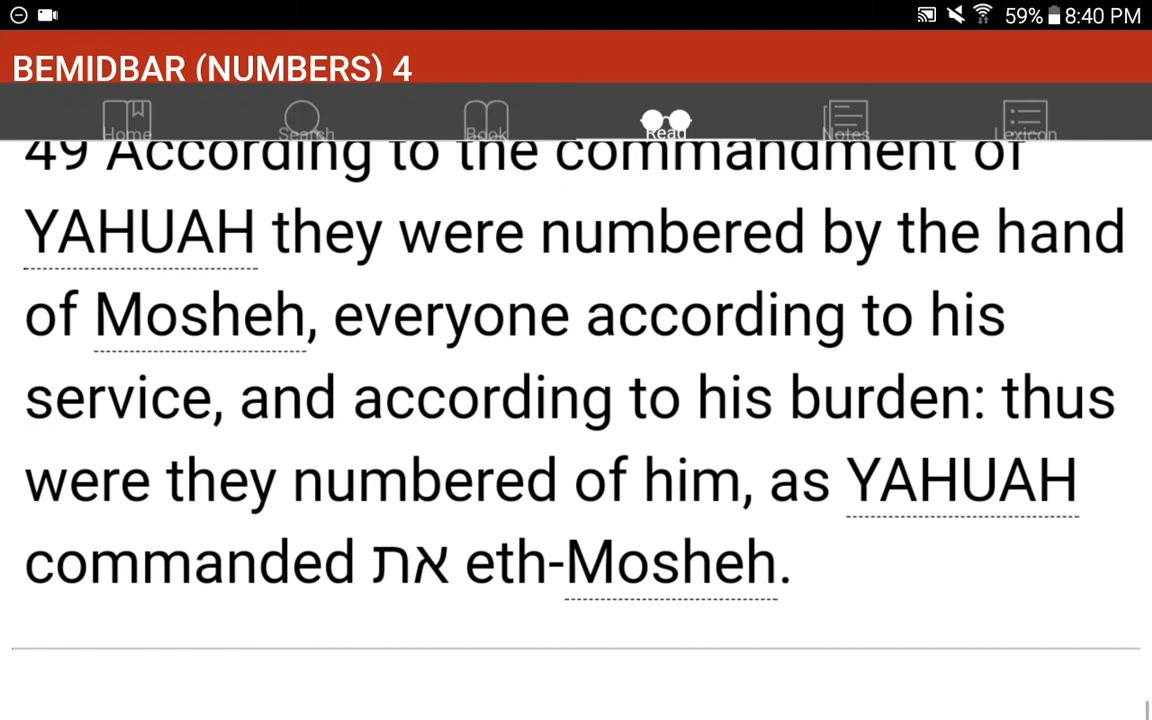 59% 8:40 PM
BEMIDBAR (NUMBERS) 4
Home Search Book Read Notes Lexicon
49 According to the commandment of
YAHUAH they were numbered by the hand
of Mosheh, everyone according to his
service, and according to his burden: thus
were they numbered of him, as YAHUAH
commanded את eth-Mosheh.